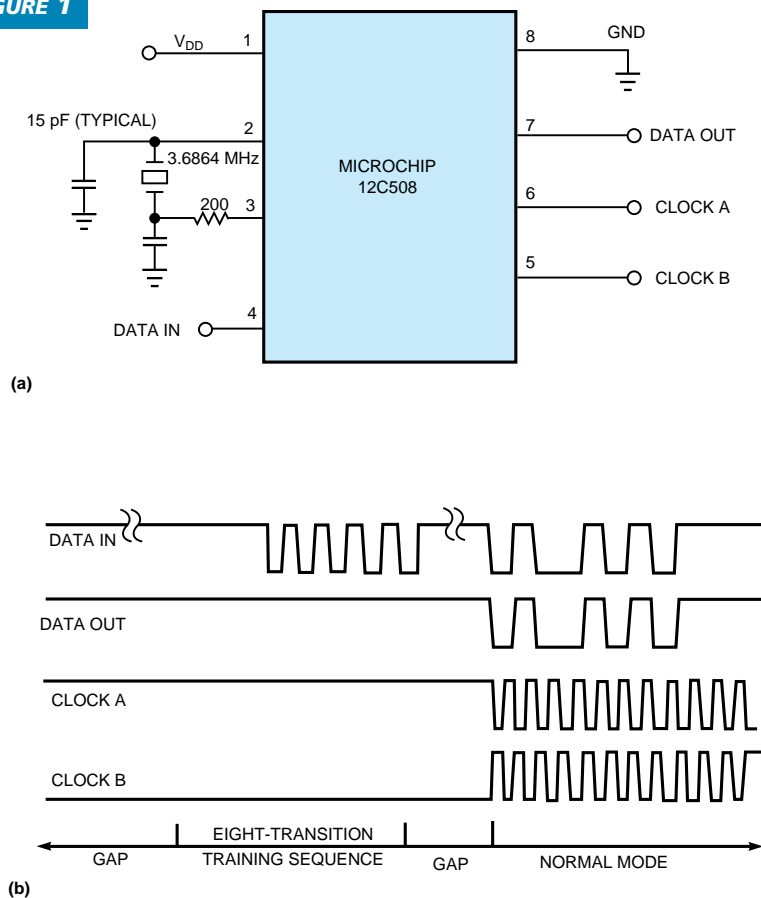 GURE 1
VDD
1
8
GND
15 pF (TYPICAL)
2
7
DATA OUT
3.6864 MHz
MICROCHIP
12C508
200
3
6
CLOCK A
5
CLOCK B
4
DATA IN
(a)
DATA IN
DATA OUT
CLOCK A
CLOCK B
EIGHT-TRANSITION
GAP
TRAINING SEQUENCE
GAP
NORMAL MODE
(b)